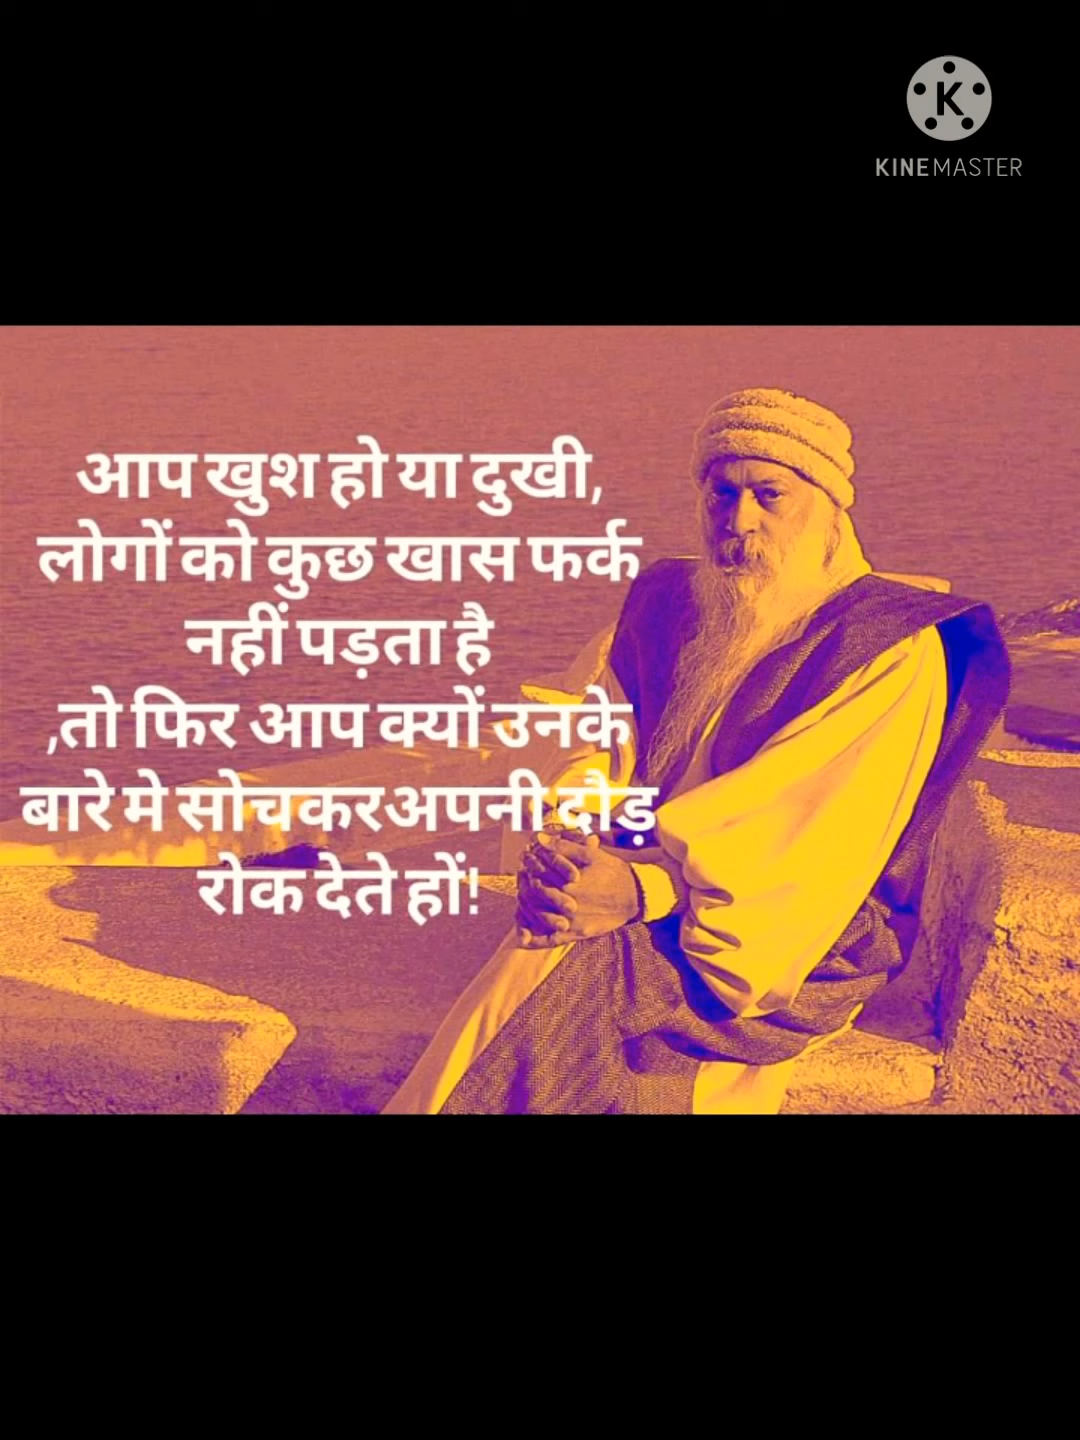 KINEMASTER
आप खुश हो या दुखी,
लोगों को कुछ खास फर्क
नहीं पड़ता है
,तो फिर आप क्यों उनके
बारे मे सोचकरअपनी दौड़
रोक देते हों!